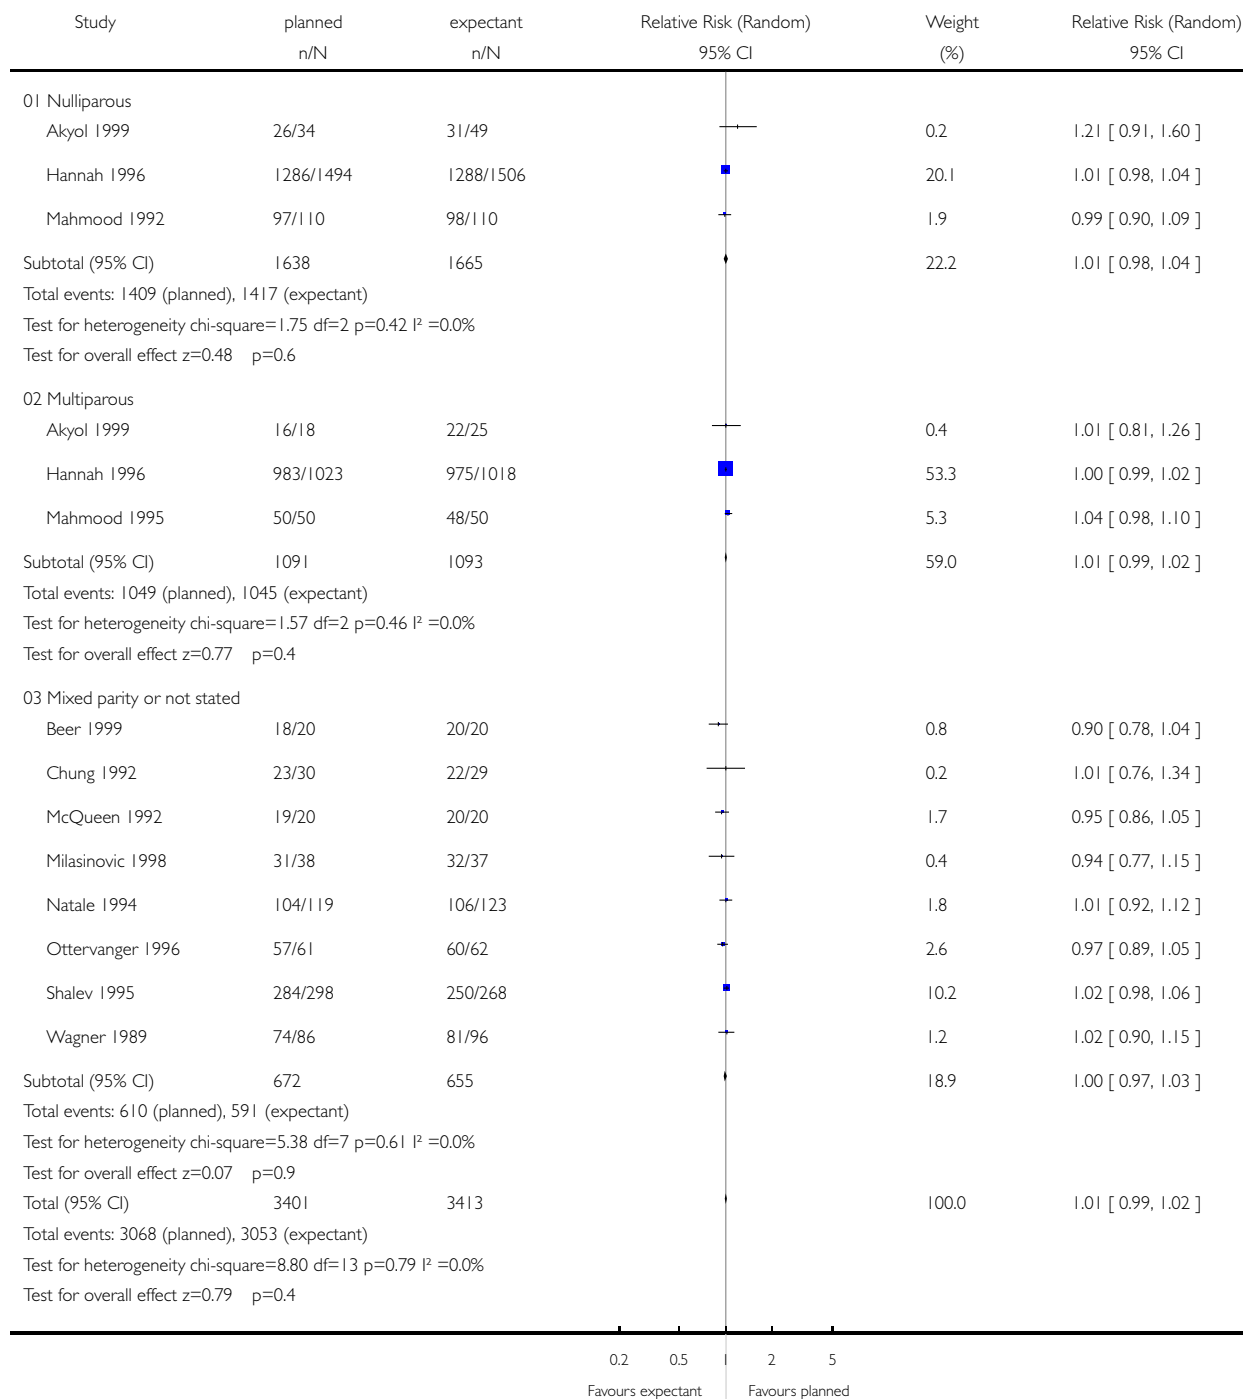 Study planned expectant Relative Risk (Random) Weight Relative Risk (Random)
n/N n/N 95% CI (%) 95% CI
01 Nulliparous
Akyol 1999 26/34 31/49 0.2 1.21 [ 0.91, 1.60 ]
Hannah 1996 1286/1494 1288/1506 20.1 1.01 [ 0.98, 1.04 ]
Mahmood 1992 97/110 98/110 1.9 0.99 [ 0.90, 1.09 ]
Subtotal (95% CI) 1638 1665 22.2 1.01 [ 0.98, 1.04 ]
Total events: 1409 (planned), 1417 (expectant)
Test for heterogeneity chi-square=1.75 df=2 p=0.42 I² =0.0%
Test for overall effect z=0.48 p=0.6
02 Multiparous
Akyol 1999 16/18 22/25 0.4 1.01 [ 0.81, 1.26 ]
Hannah 1996 983/1023 975/1018 53.3 1.00 [ 0.99, 1.02 ]
Mahmood 1995 50/50 48/50 5.3 1.04 [ 0.98, 1.10 ]
Subtotal (95% CI) 1091 1093 59.0 1.01 [ 0.99, 1.02 ]
Total events: 1049 (planned), 1045 (expectant)
Test for heterogeneity chi-square=1.57 df=2 p=0.46 I² =0.0%
Test for overall effect z=0.77 p=0.4
03 Mixed parity or not stated
Beer 1999 18/20 20/20 0.8 0.90 [ 0.78, 1.04 ]
Chung 1992 23/30 22/29 0.2 1.01 [ 0.76, 1.34 ]
McQueen 1992 19/20 20/20 1.7 0.95 [ 0.86, 1.05 ]
Milasinovic 1998 31/38 32/37 0.4 0.94 [ 0.77, 1.15 ]
Natale 1994 104/119 106/123 1.8 1.01 [ 0.92, 1.12 ]
Ottervanger 1996 57/61 60/62 2.6 0.97 [ 0.89, 1.05 ]
Shalev 1995 284/298 250/268 10.2 1.02 [ 0.98, 1.06 ]
Wagner 1989 74/86 81/96 1.2 1.02 [ 0.90, 1.15 ]
Subtotal (95% CI) 672 655 18.9 1.00 [ 0.97, 1.03 ]
Total events: 610 (planned), 591 (expectant)
Test for heterogeneity chi-square=5.38 df=7 p=0.61 I² =0.0%
Test for overall effect z=0.07 p=0.9
Total (95% CI) 3401 3413 100.0 1.01 [ 0.99, 1.02 ]
Total events: 3068 (planned), 3053 (expectant)
Test for heterogeneity chi-square=8.80 df=13 p=0.79 I² =0.0%
Test for overall effect z=0.79 p=0.4
0.2 0.5 1 2 5
Favours expectant Favours planned